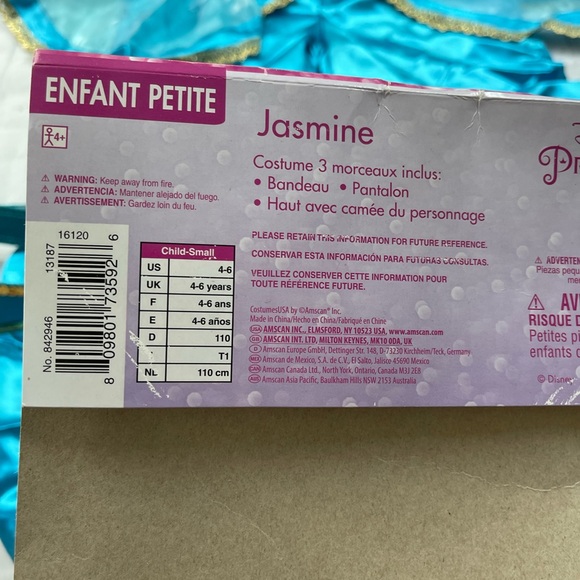 ENFANT PETITE
4+
⚠ WARNING: Keep away from fire.
⚠ ADVERTENCIA: Mantener alejado del fuego.
⚠ AVERTISSEMENT: Gardez loin du feu.
Jasmine
Costume 3 morceaux inclus:
• Bandeau • Pantalon
• Haut avec camée du personnage
PLEASE RETAIN THIS INFORMATION FOR FUTURE REFERENCE.
CONSERVAR ESTA INFORMACIÓN PARA FUTURAS CONSULTAS.
VEUILLEZ CONSERVER CETTE INFORMATION POUR
TOUTE RÉFÉRENCE FUTURE.
No. 842946
13187
16120
8 09801 73592 6
Child-Small
US 4-6
UK 4-6 years
F 4-6 ans
E 4-6 años
D 110
T1
NL 110 cm
CostumesUSA by ©Amscan® Inc.
Made in China/Hecho en China/Fabriqué en Chine
AMSCAN INC., ELMSFORD, NY 10523 USA, www.amscan.com
AMSCAN INT. LTD, MILTON KEYNES, MK10 0BW, UK
Amscan Europe GmbH, Dettinger Str. 148, D-73230 Kirchheim/Teck, Germany
Amscan de Mexico, S.A. de C.V., El Salto, Jalisco 45690 Mexico
Amscan Canada Ltd., North York, Ontario, Canada M3J 2E8
Amscan Asia Pacific, Baulkham Hills NSW 2153 Australia
Pr
⚠ ADVERTEN
Piezas peque
me
⚠ AV
RISQUE D
Petites pi
enfants d
© Disney